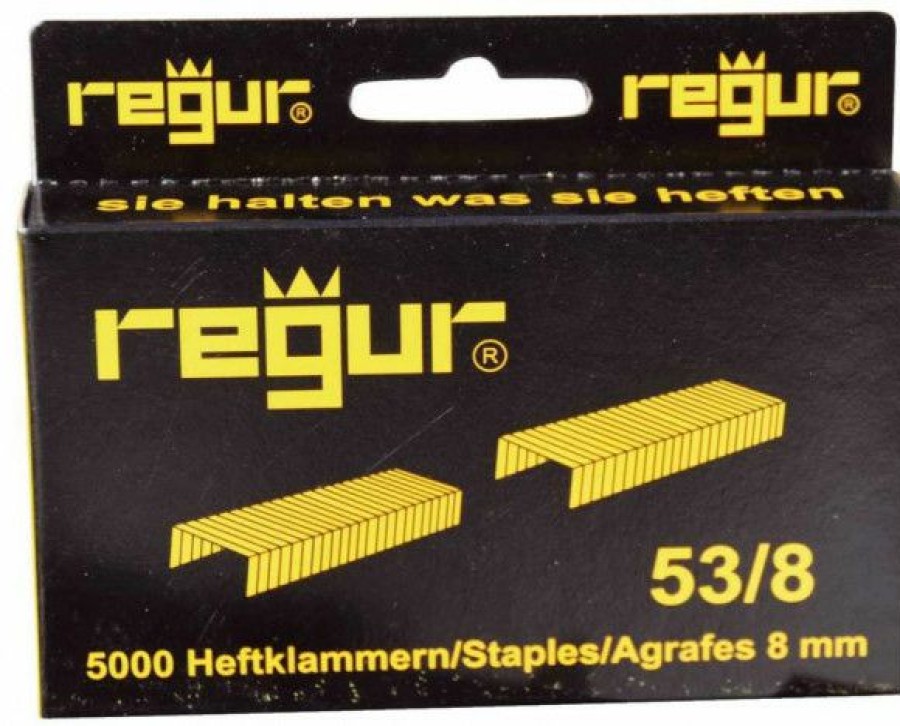 regur® regur®
sie halten was sie heften
regur®
53/8
5000 Heftklammern/Staples/Agrafes 8 mm